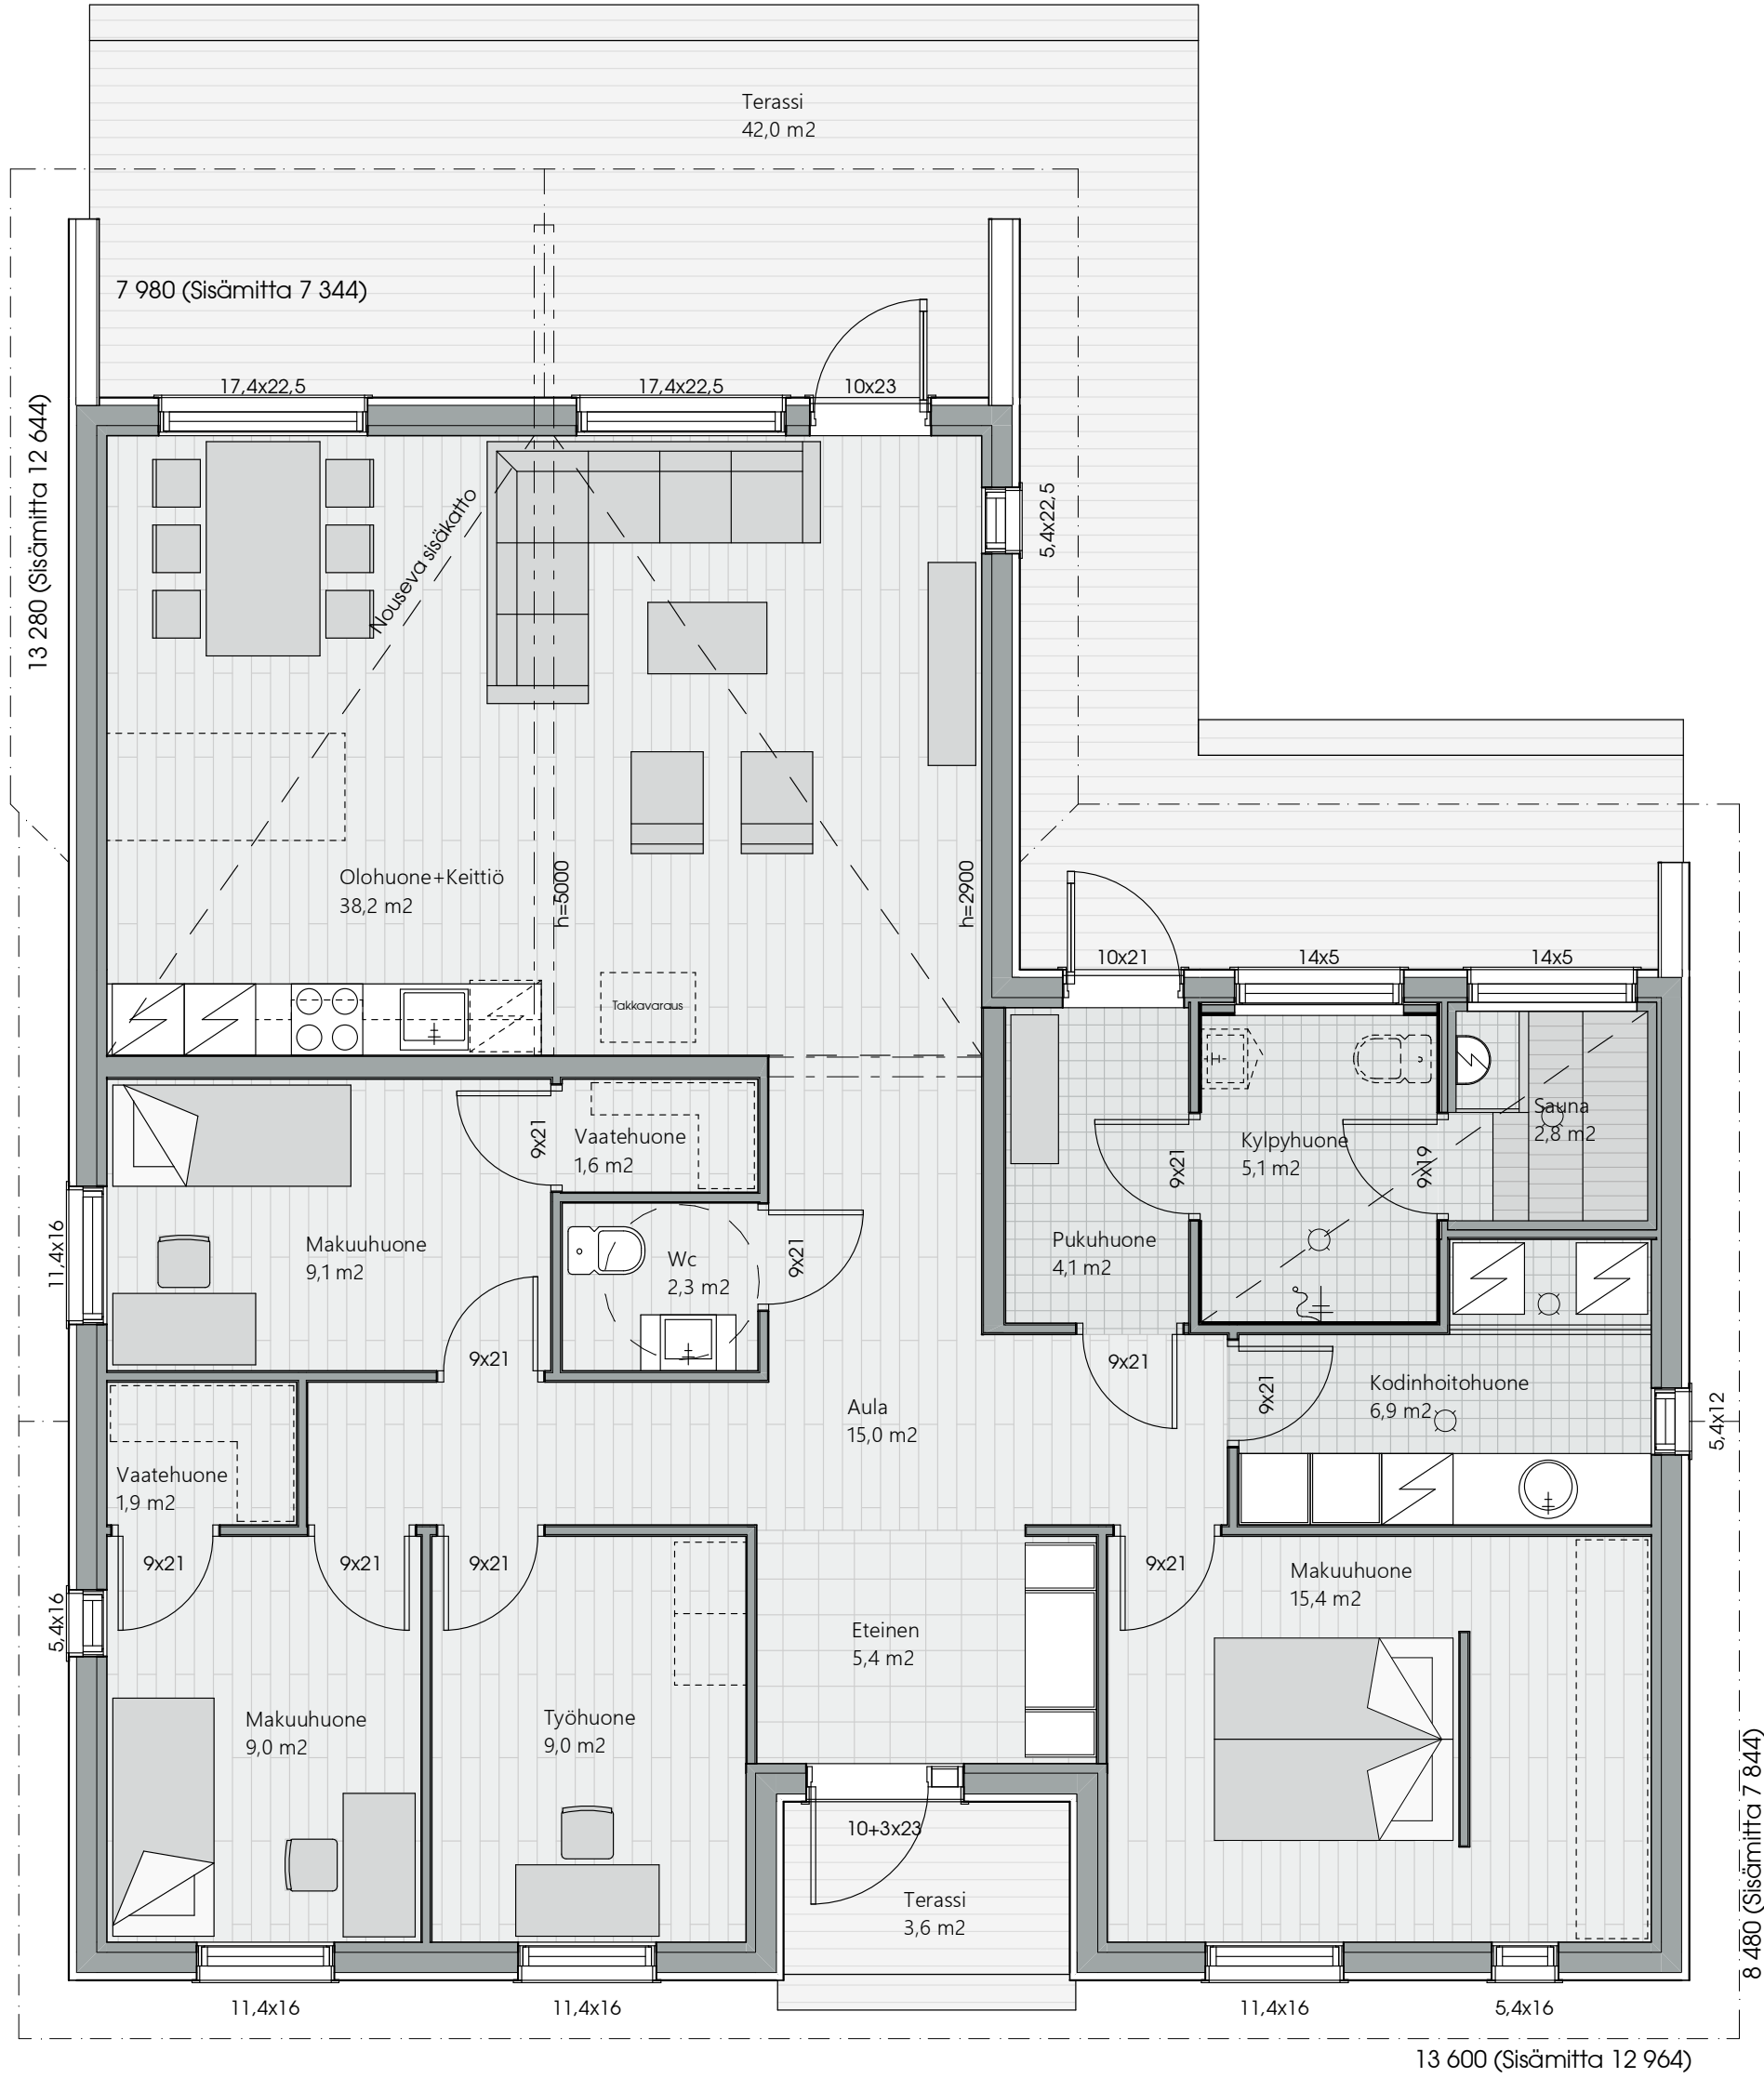 Terassi
42,0 m2
7 980 (Sisämitta 7 344)
17,4x22,5
17,4x22,5
10x23
13 280 (Sisämitta 12 644)
Nouseva sisäkatto
5,4x22,5
Olohuone+Keittiö
38,2 m2
h=5000
h=2900
10x21
14x5
14x5
Takkavaraus
9x21
Vaatehuone
1,6 m2
Kylpyhuone
5,1 m2
9x21
9x19
Sauna
2,8 m2
11,4x16
Makuuhuone
9,1 m2
Wc
2,3 m2
9x21
Pukuhuone
4,1 m2
9x21
9x21
9x21
Kodinhoitohuone
6,9 m2
5,4x12
Aula
15,0 m2
Vaatehuone
1,9 m2
9x21
9x21
9x21
9x21
Makuuhuone
15,4 m2
5,4x16
Eteinen
5,4 m2
Makuuhuone
9,0 m2
Työhuone
9,0 m2
10+3x23
Terassi
3,6 m2
8 480 (Sisämitta 7 844)
11,4x16
11,4x16
11,4x16
5,4x16
13 600 (Sisämitta 12 964)